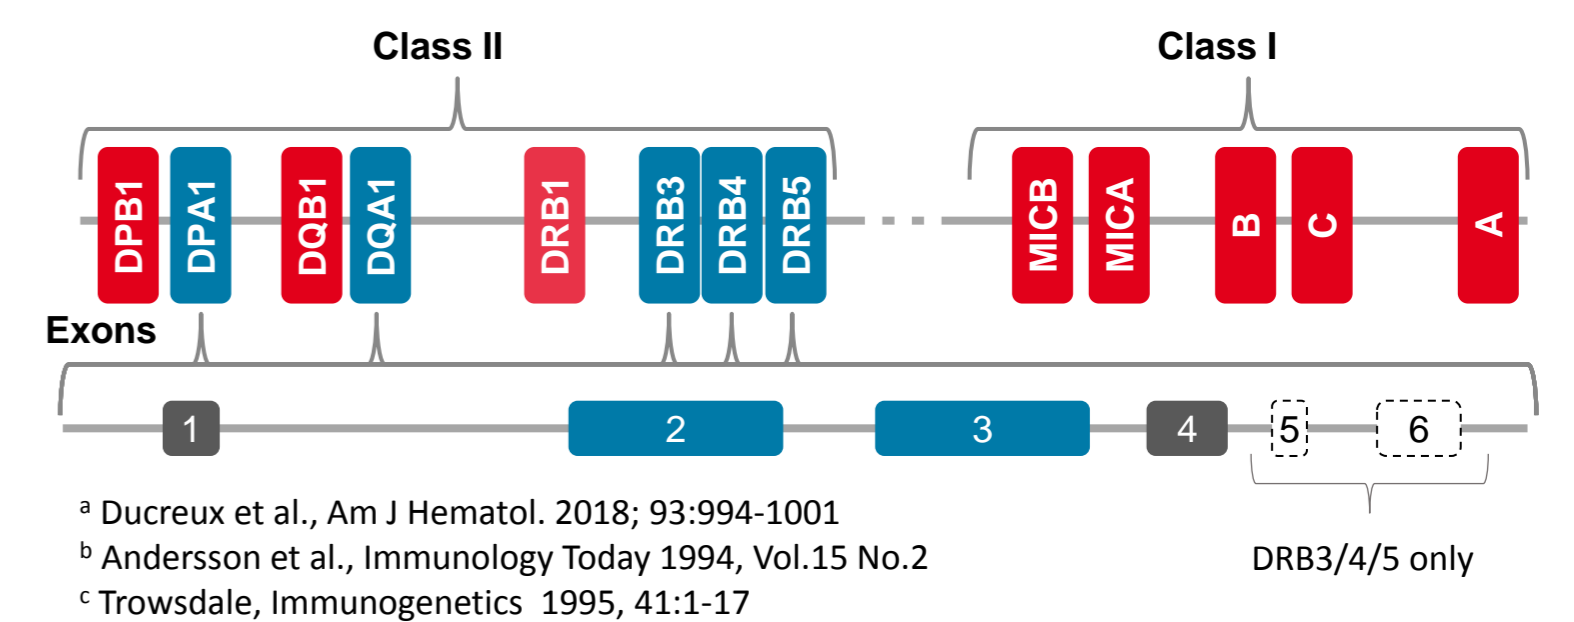 Class II
Class I
DPB1
DPA1
DQB1
DQA1
DRB1
DRB3
DRB4
DRB5
MICB
MICA
B
C
A
Exons
1
2
3
4
5
6
a Ducreux et al., Am J Hematol. 2018; 93:994-1001
b Andersson et al., Immunology Today 1994, Vol.15 No.2
DRB3/4/5 only
c Trowsdale, Immunogenetics 1995, 41:1-17